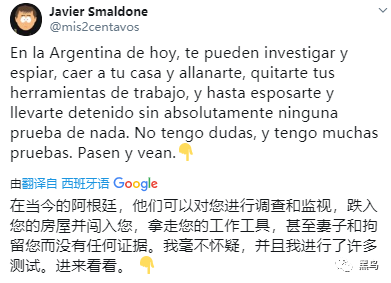 Javier Smaldone
@mis2centavos
En la Argentina de hoy, te pueden investigar y
espiar, caer a tu casa y allanarte, quitarte tus
herramientas de trabajo, y hasta esposarte y
llevarte detenido sin absolutamente ninguna
prueba de nada. No tengo dudas, y tengo muchas
pruebas. Pasen y vean.👇
由翻译自 西班牙语 Google
在当今的阿根廷，他们可以对您进行调查和监视，跌入
您的房屋并闯入您，拿走您的工作工具，甚至妻子和拘
留您而没有任何证据。我毫不怀疑，并且我进行了许多
测试。进来看看。👇
黑鸟